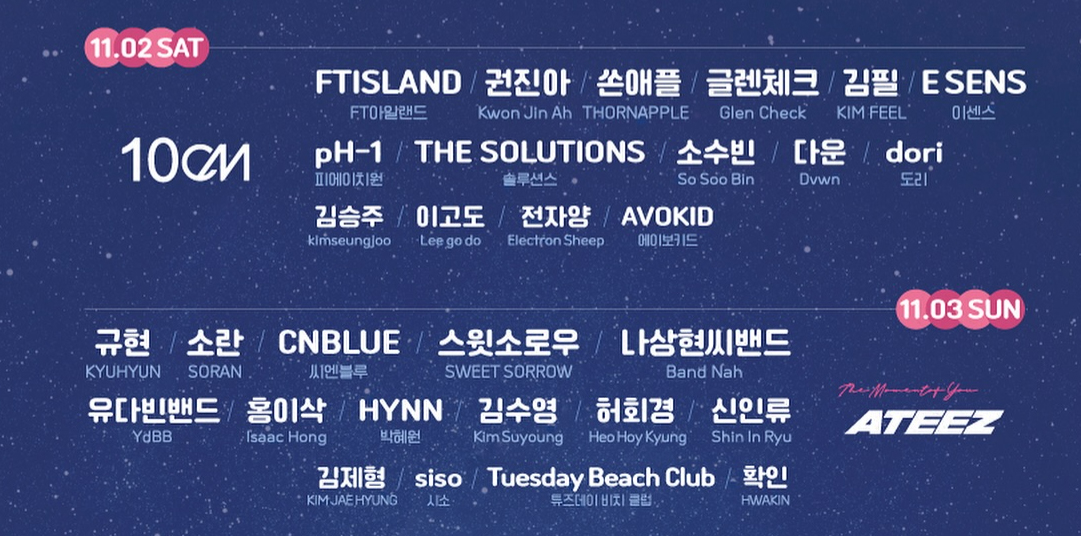 11.02 SAT
FTISLAND / 권진아 / 쏜애플 / 글렌체크 / 김필 / E SENS
FT아일랜드 Kwon Jin Ah THORNAPPLE Glen Check KIM FEEL 이센스
10CM
pH-1 / THE SOLUTIONS / 소수빈 / 다운 / dori
피에이치원 솔루션스 So Soo Bin Dvwn 도리
김승주 / 이고도 / 전자양 / AVOKID
kimseungjoo Lee go do Electron Sheep 에이보키드
11.03 SUN
규현 / 소란 / CNBLUE / 스윗소로우 / 나상현씨밴드
KYUHYUN SORAN 씨엔블루 SWEET SORROW Band Nah
The Moment of You
ATEEZ
유다빈밴드 / 홍이삭 / HYNN / 김수영 / 허회경 / 신인류
YdBB Isaac Hong 박혜원 Kim Suyoung Heo Hoy Kyung Shin In Ryu
김제형 / siso / Tuesday Beach Club / 확인
KIM JAE HYUNG 시소 튜즈데이 비치 클럽 HWAKIN